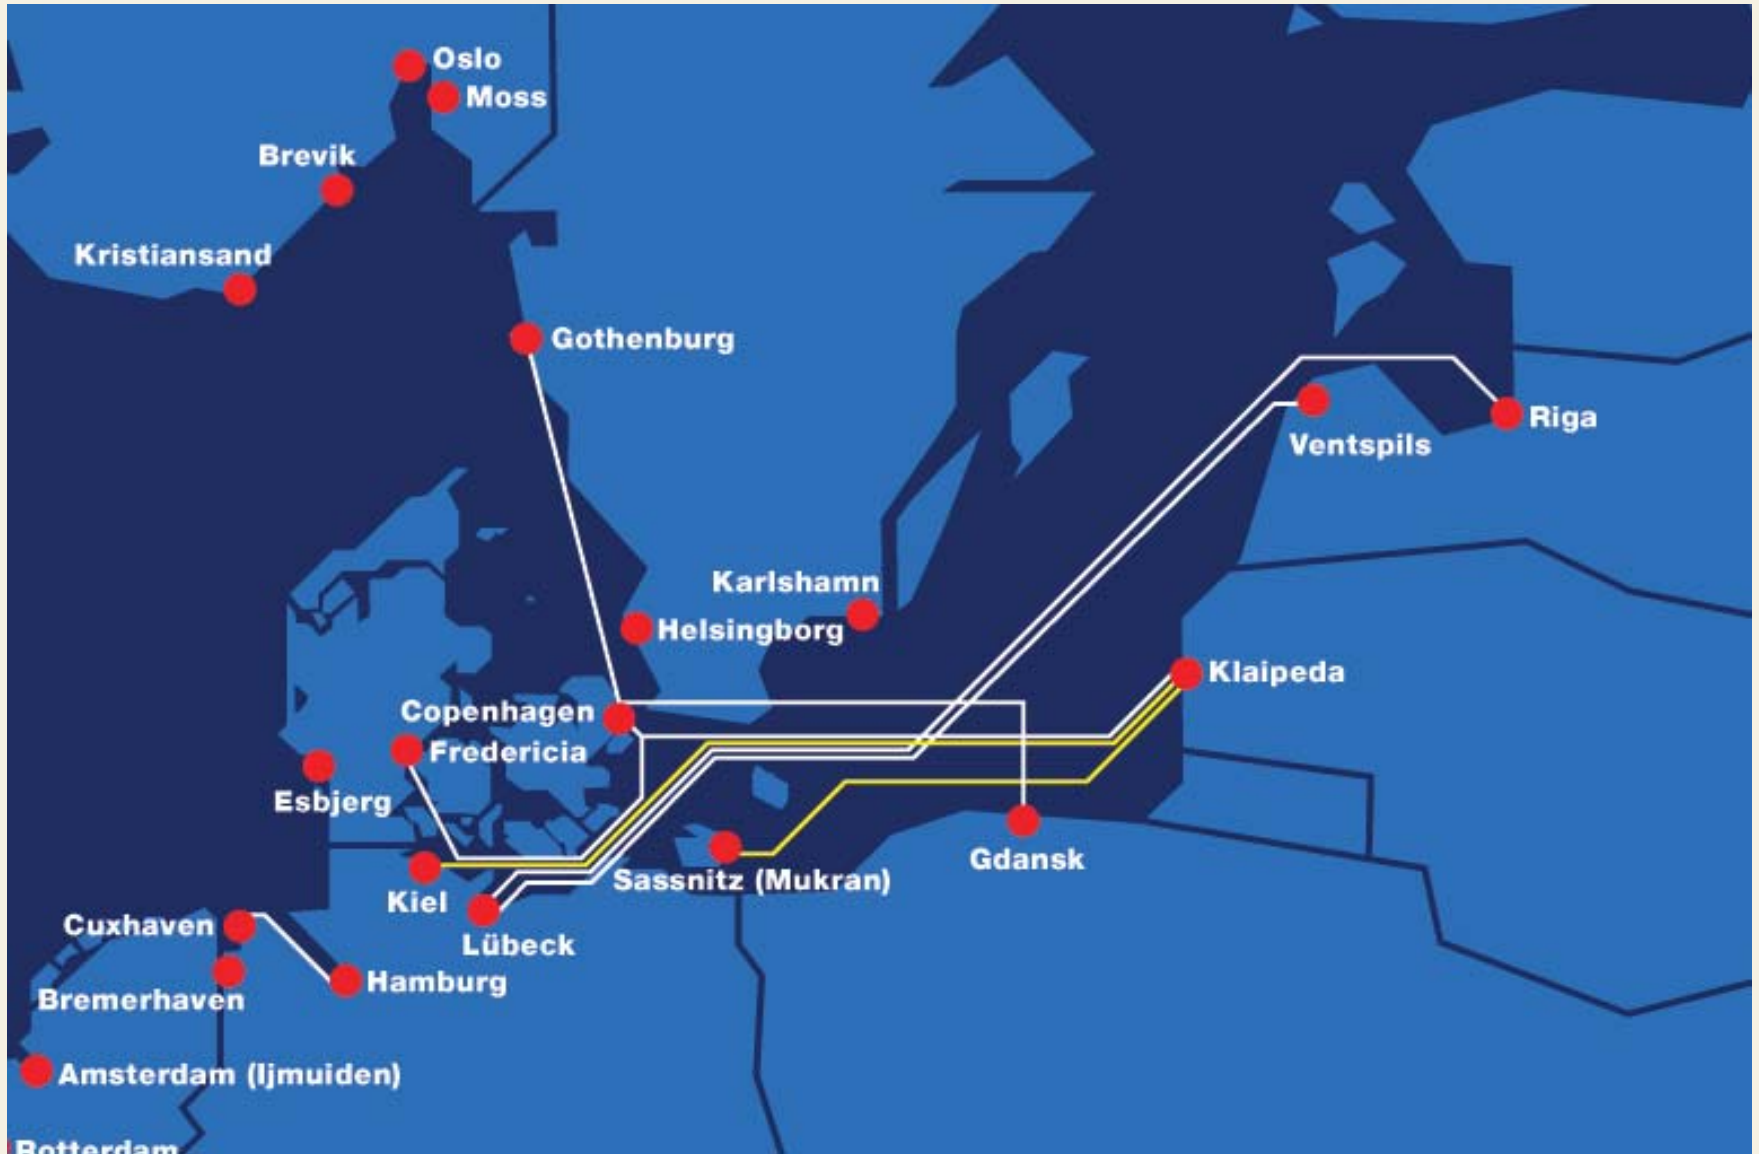 Oslo
Moss
Brevik
Kristiansand
Gothenburg
Riga
Ventspils
Karlshamn
Helsingborg
Klaipeda
Copenhagen
Fredericia
Esbjerg
Gdansk
Sassnitz (Mukran)
Kiel
Cuxhaven
Lübeck
Hamburg
Bremerhaven
Amsterdam (Ijmuiden)
Rotterdam